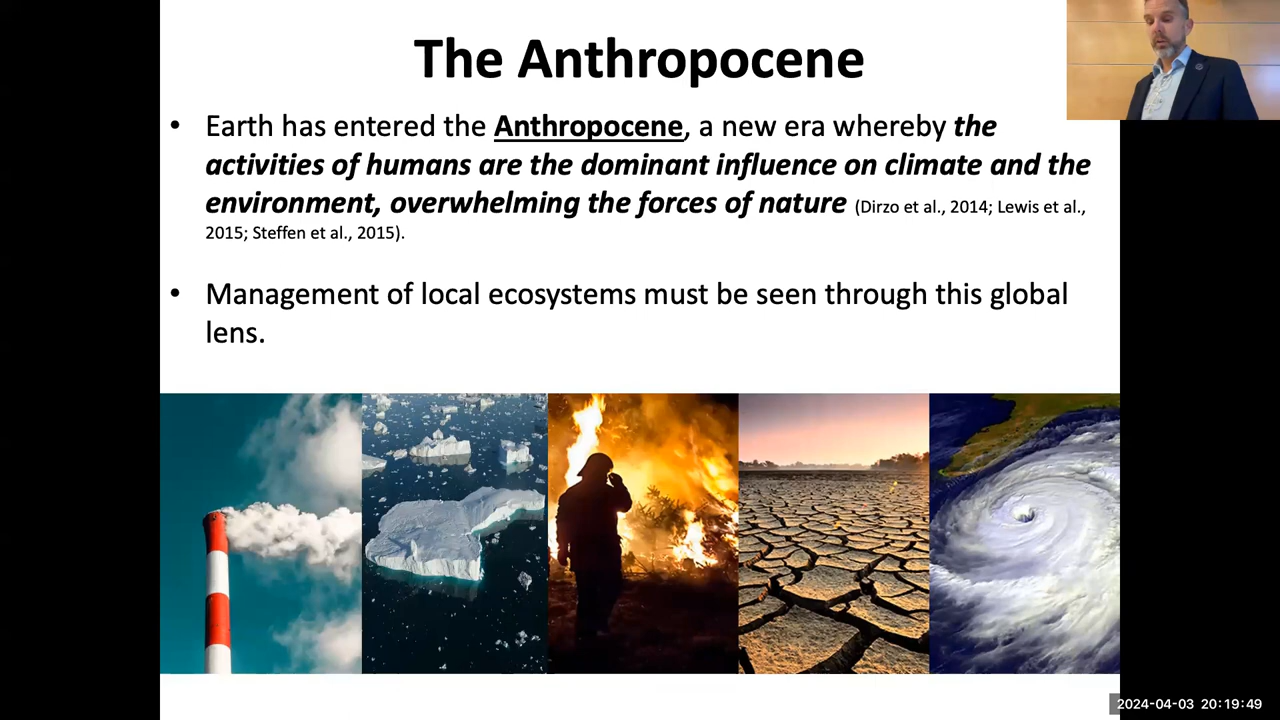 The Anthropocene
• Earth has entered the Anthropocene, a new era whereby the
activities of humans are the dominant influence on climate and the
environment, overwhelming the forces of nature (Dirzo et al., 2014; Lewis et al.,
2015; Steffen et al., 2015).
• Management of local ecosystems must be seen through this global
lens.
2024-04-03 20:19:49